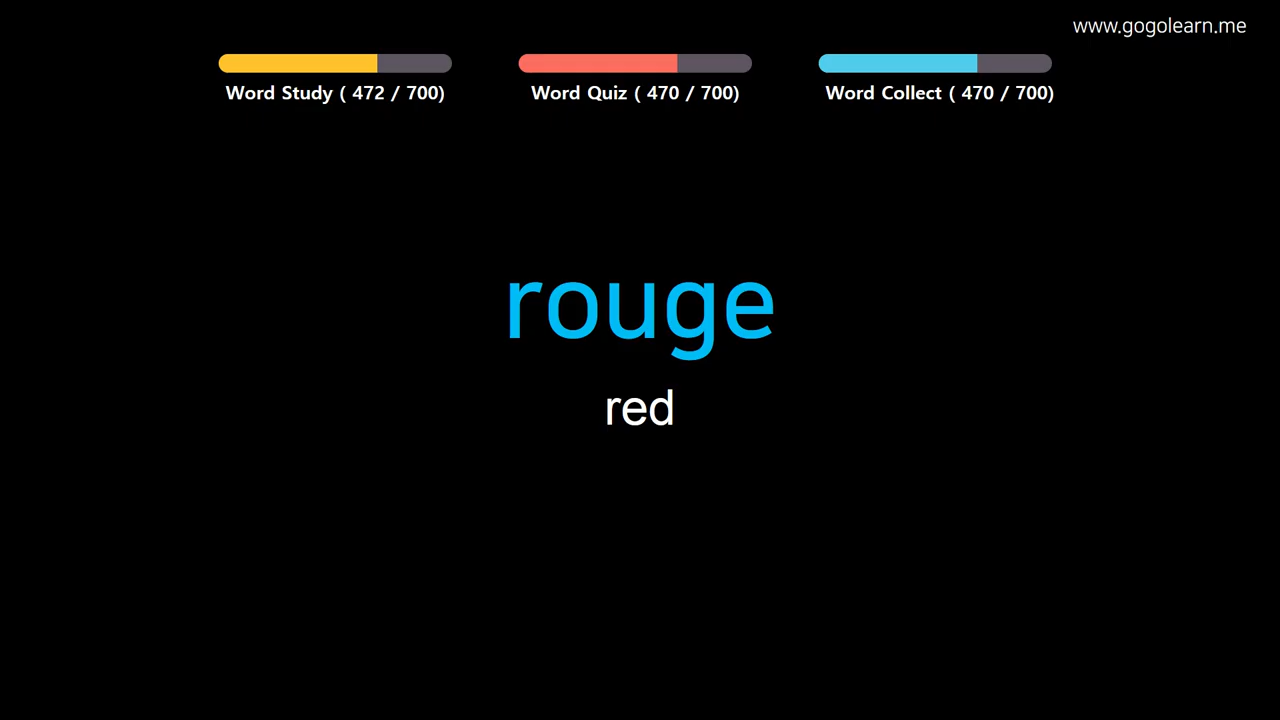 www.gogolearn.me
Word Study ( 472 / 700)
Word Quiz ( 470 / 700)
Word Collect ( 470 / 700)
rouge
red